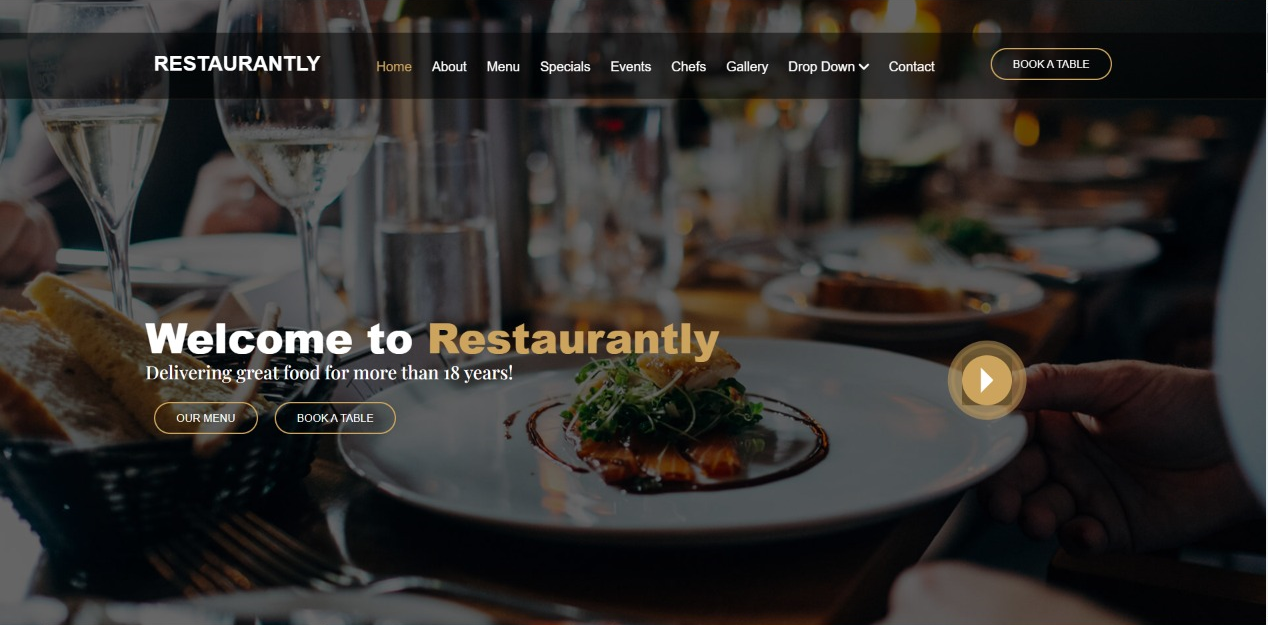 RESTAURANTLY
Home About Menu Specials Events Chefs Gallery Drop Down Contact
BOOK A TABLE
Welcome to Restaurantly
Delivering great food for more than 18 years!
OUR MENU
BOOK A TABLE